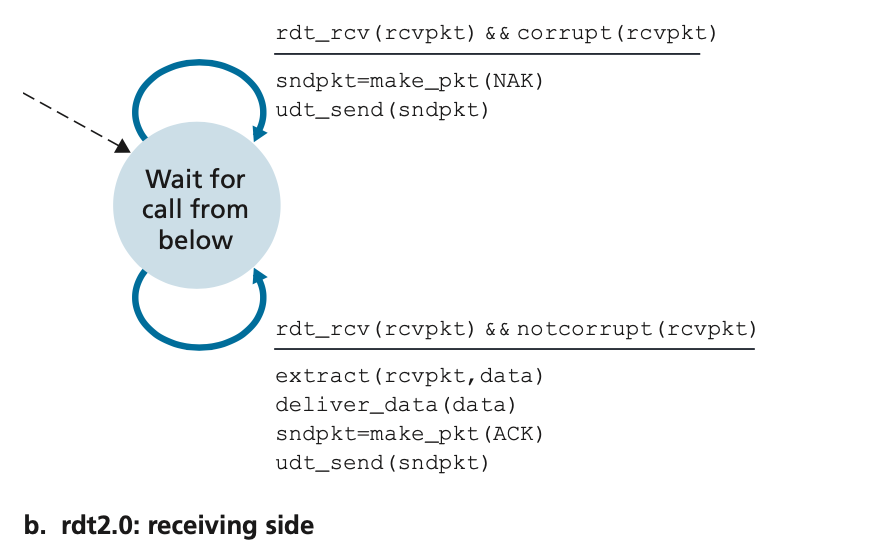 rdt_rcv(rcvpkt) && corrupt(rcvpkt)
sndpkt=make_pkt(NAK)
udt_send(sndpkt)
Wait for
call from
below
rdt_rcv(rcvpkt) && notcorrupt(rcvpkt)
extract(rcvpkt,data)
deliver_data(data)
sndpkt=make_pkt(ACK)
udt_send(sndpkt)
b. rdt2.0: receiving side